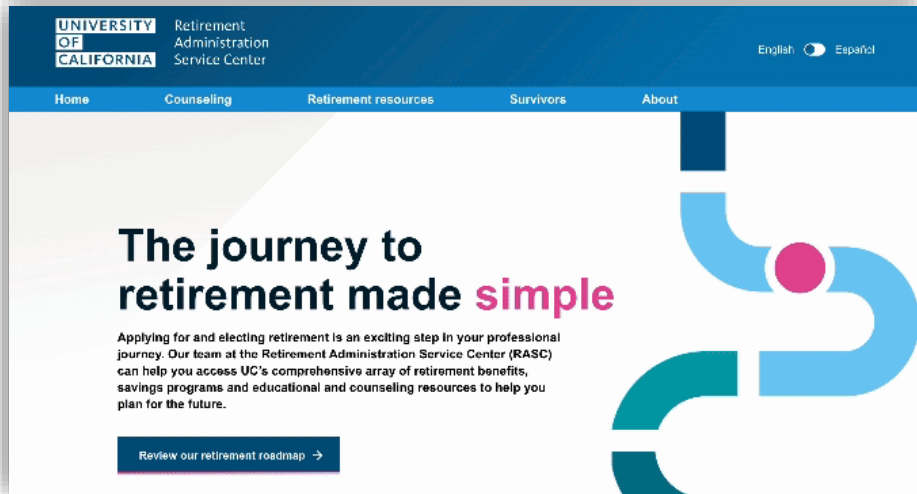 UNIVERSITY
OF
CALIFORNIA
Retirement
Administration
Service Center
English Español
Home Counseling Retirement resources Survivors About
The journey to
retirement made simple
Applying for and electing retirement is an exciting step in your professional
journey. Our team at the Retirement Administration Service Center (RASC)
can help you access UC's comprehensive array of retirement benefits,
savings programs and educational and counseling resources to help you
plan for the future.
Review our retirement roadmap →